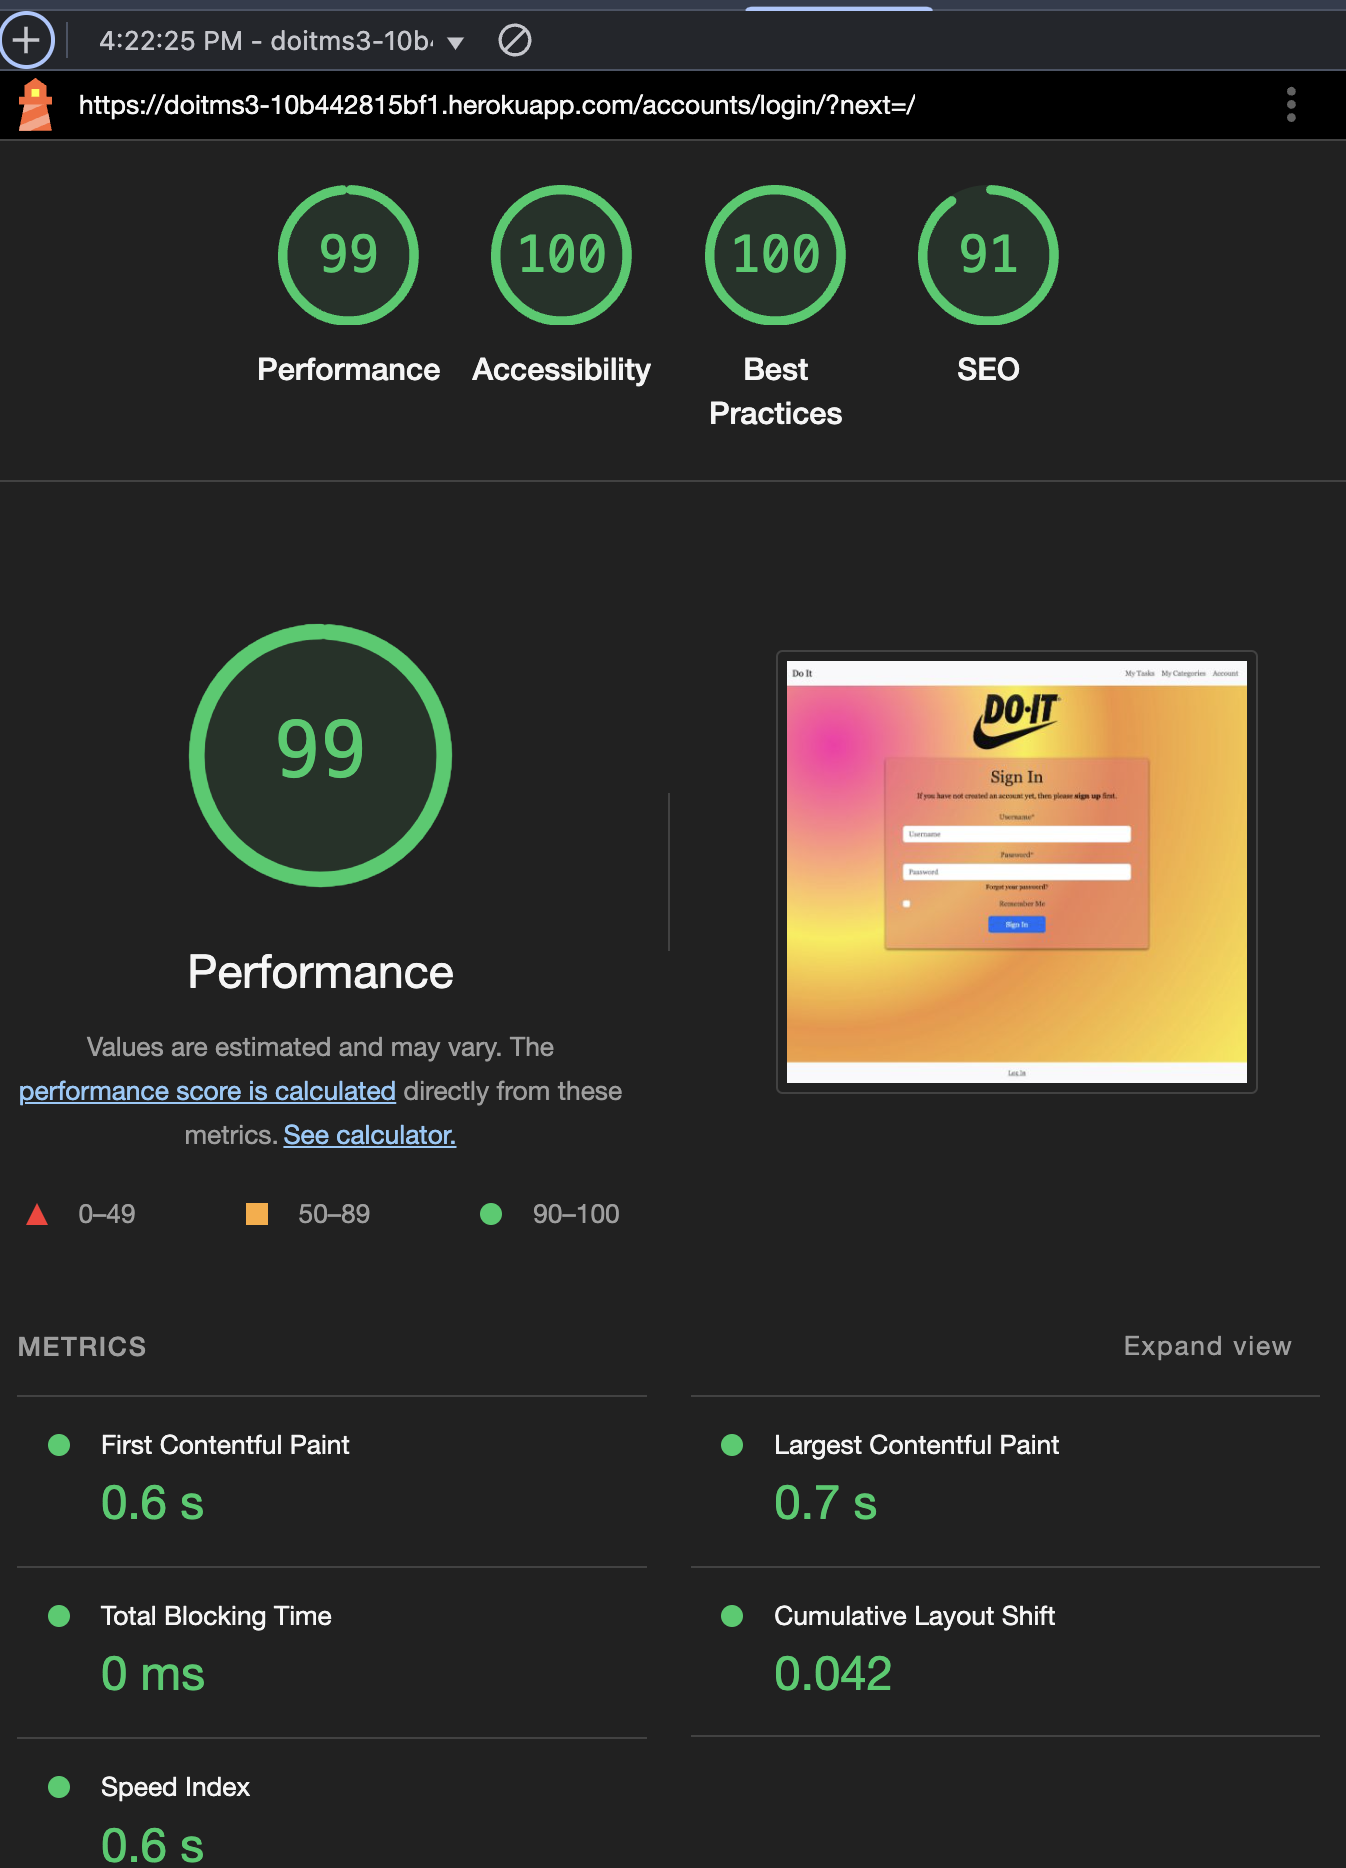 4:22:25 PM - doitms3-10b4
https://doitms3-10b442815bf1.herokuapp.com/accounts/login/?next=/
99
100
100
91
Performance
Accessibility
Best
Practices
SEO
99
Performance
Values are estimated and may vary. The
performance score is calculated directly from these
metrics. See calculator.
0–49
50–89
90–100
Do It
My Tasks My Categories Account
DO·IT
Sign In
If you have not created an account yet, then please sign up first.
Username*
Username
Password*
Password
Forgot your password?
Remember Me
Sign In
Log In
METRICS
Expand view
First Contentful Paint
0.6 s
Largest Contentful Paint
0.7 s
Total Blocking Time
0 ms
Cumulative Layout Shift
0.042
Speed Index
0.6 s